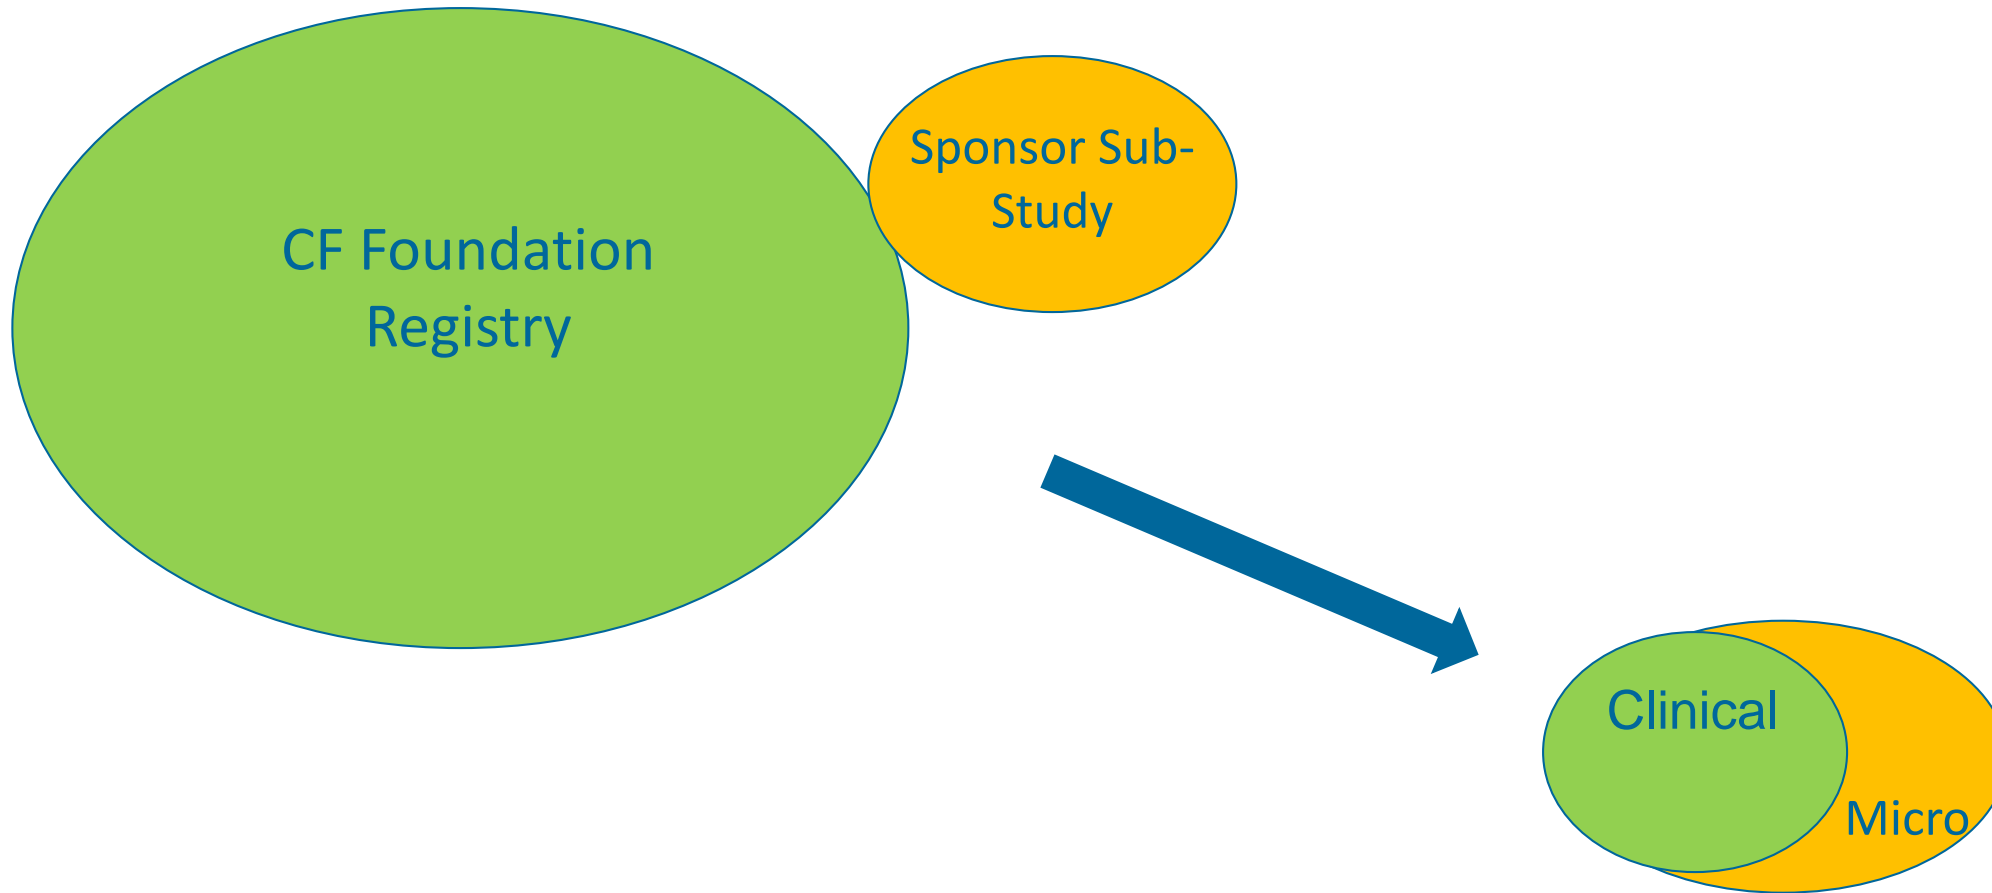 CF Foundation
Registry
Sponsor Sub-
Study
Clinical
Micro